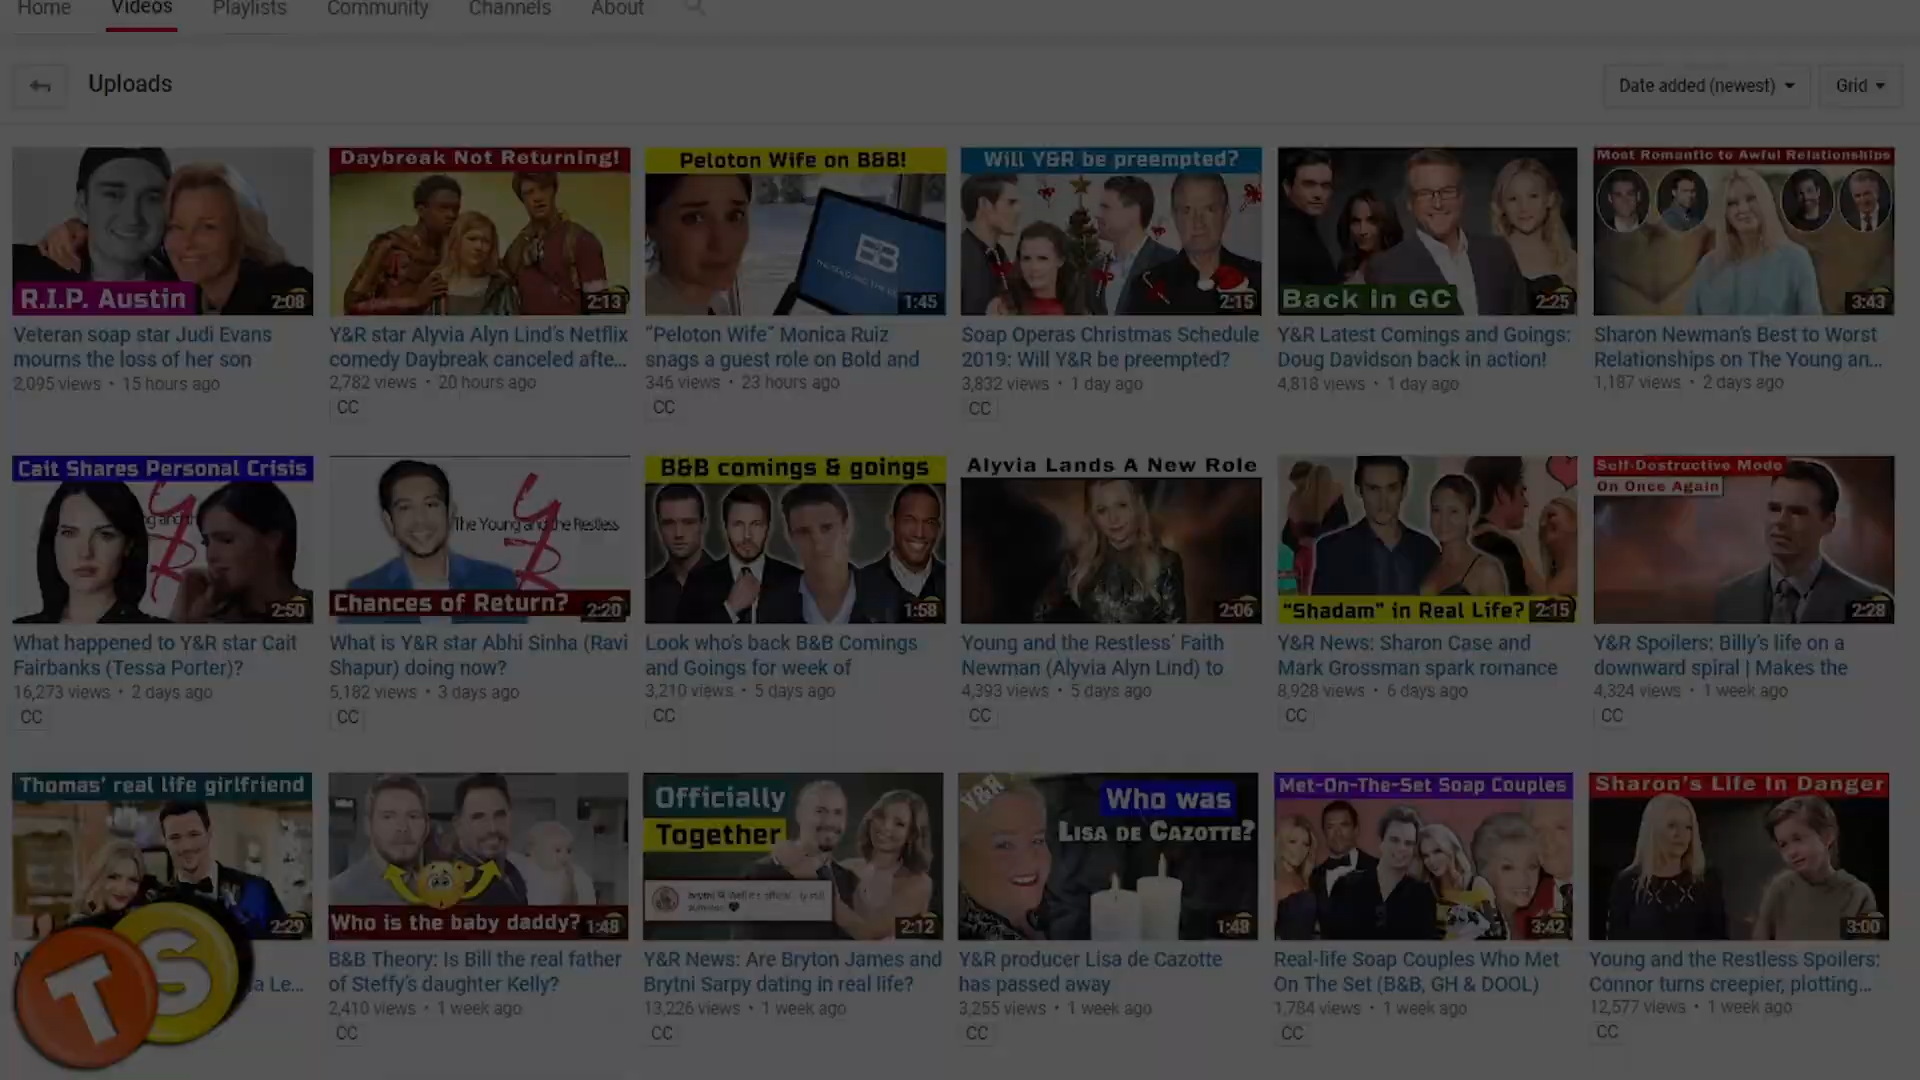 Home Videos Playlists Community Channels About
Uploads
Date added (newest) Grid
R.I.P. Austin
2:08
Veteran soap star Judi Evans
mourns the loss of her son
2,095 views • 15 hours ago
Daybreak Not Returning!
2:13
Y&R star Alyvia Alyn Lind's Netflix
comedy Daybreak canceled afte...
2,782 views • 20 hours ago
CC
Peloton Wife on B&B!
B&B
1:45
“Peloton Wife” Monica Ruiz
snags a guest role on Bold and
346 views • 23 hours ago
CC
Will Y&R be preempted?
2:15
Soap Operas Christmas Schedule
2019: Will Y&R be preempted?
3,832 views • 1 day ago
CC
Back in GC
2:25
Y&R Latest Comings and Goings:
Doug Davidson back in action!
4,818 views • 1 day ago
Most Romantic to Awful Relationships
3:43
Sharon Newman's Best to Worst
Relationships on The Young an...
1,187 views • 2 days ago
Cait Shares Personal Crisis
2:50
What happened to Y&R star Cait
Fairbanks (Tessa Porter)?
16,273 views • 2 days ago
CC
The Young and the Restless
Chances of Return?
2:20
What is Y&R star Abhi Sinha (Ravi
Shapur) doing now?
5,182 views • 3 days ago
CC
B&B comings & goings
1:58
Look who's back B&B Comings
and Goings for week of
3,210 views • 5 days ago
CC
Alyvia Lands A New Role
2:06
Young and the Restless' Faith
Newman (Alyvia Alyn Lind) to
4,393 views • 5 days ago
CC
“Shadam” in Real Life?
2:15
Y&R News: Sharon Case and
Mark Grossman spark romance
8,928 views • 6 days ago
CC
Self-Destructive Mode
On Once Again
2:28
Y&R Spoilers: Billy's life on a
downward spiral | Makes the
4,324 views • 1 week ago
CC
Thomas' real life girlfriend
2:29
a Le...
TS
Who is the baby daddy?
1:48
B&B Theory: Is Bill the real father
of Steffy's daughter Kelly?
2,410 views • 1 week ago
CC
Officially
Together
2:12
Y&R News: Are Bryton James and
Brytni Sarpy dating in real life?
13,226 views • 1 week ago
CC
Y&R
Who was
Lisa de Cazotte?
1:48
Y&R producer Lisa de Cazotte
has passed away
3,255 views • 1 week ago
CC
Met-On-The-Set Soap Couples
3:42
Real-life Soap Couples Who Met
On The Set (B&B, GH & DOOL)
1,784 views • 1 week ago
CC
Sharon's Life In Danger
3:00
Young and the Restless Spoilers:
Connor turns creepier, plotting...
12,577 views • 1 week ago
CC